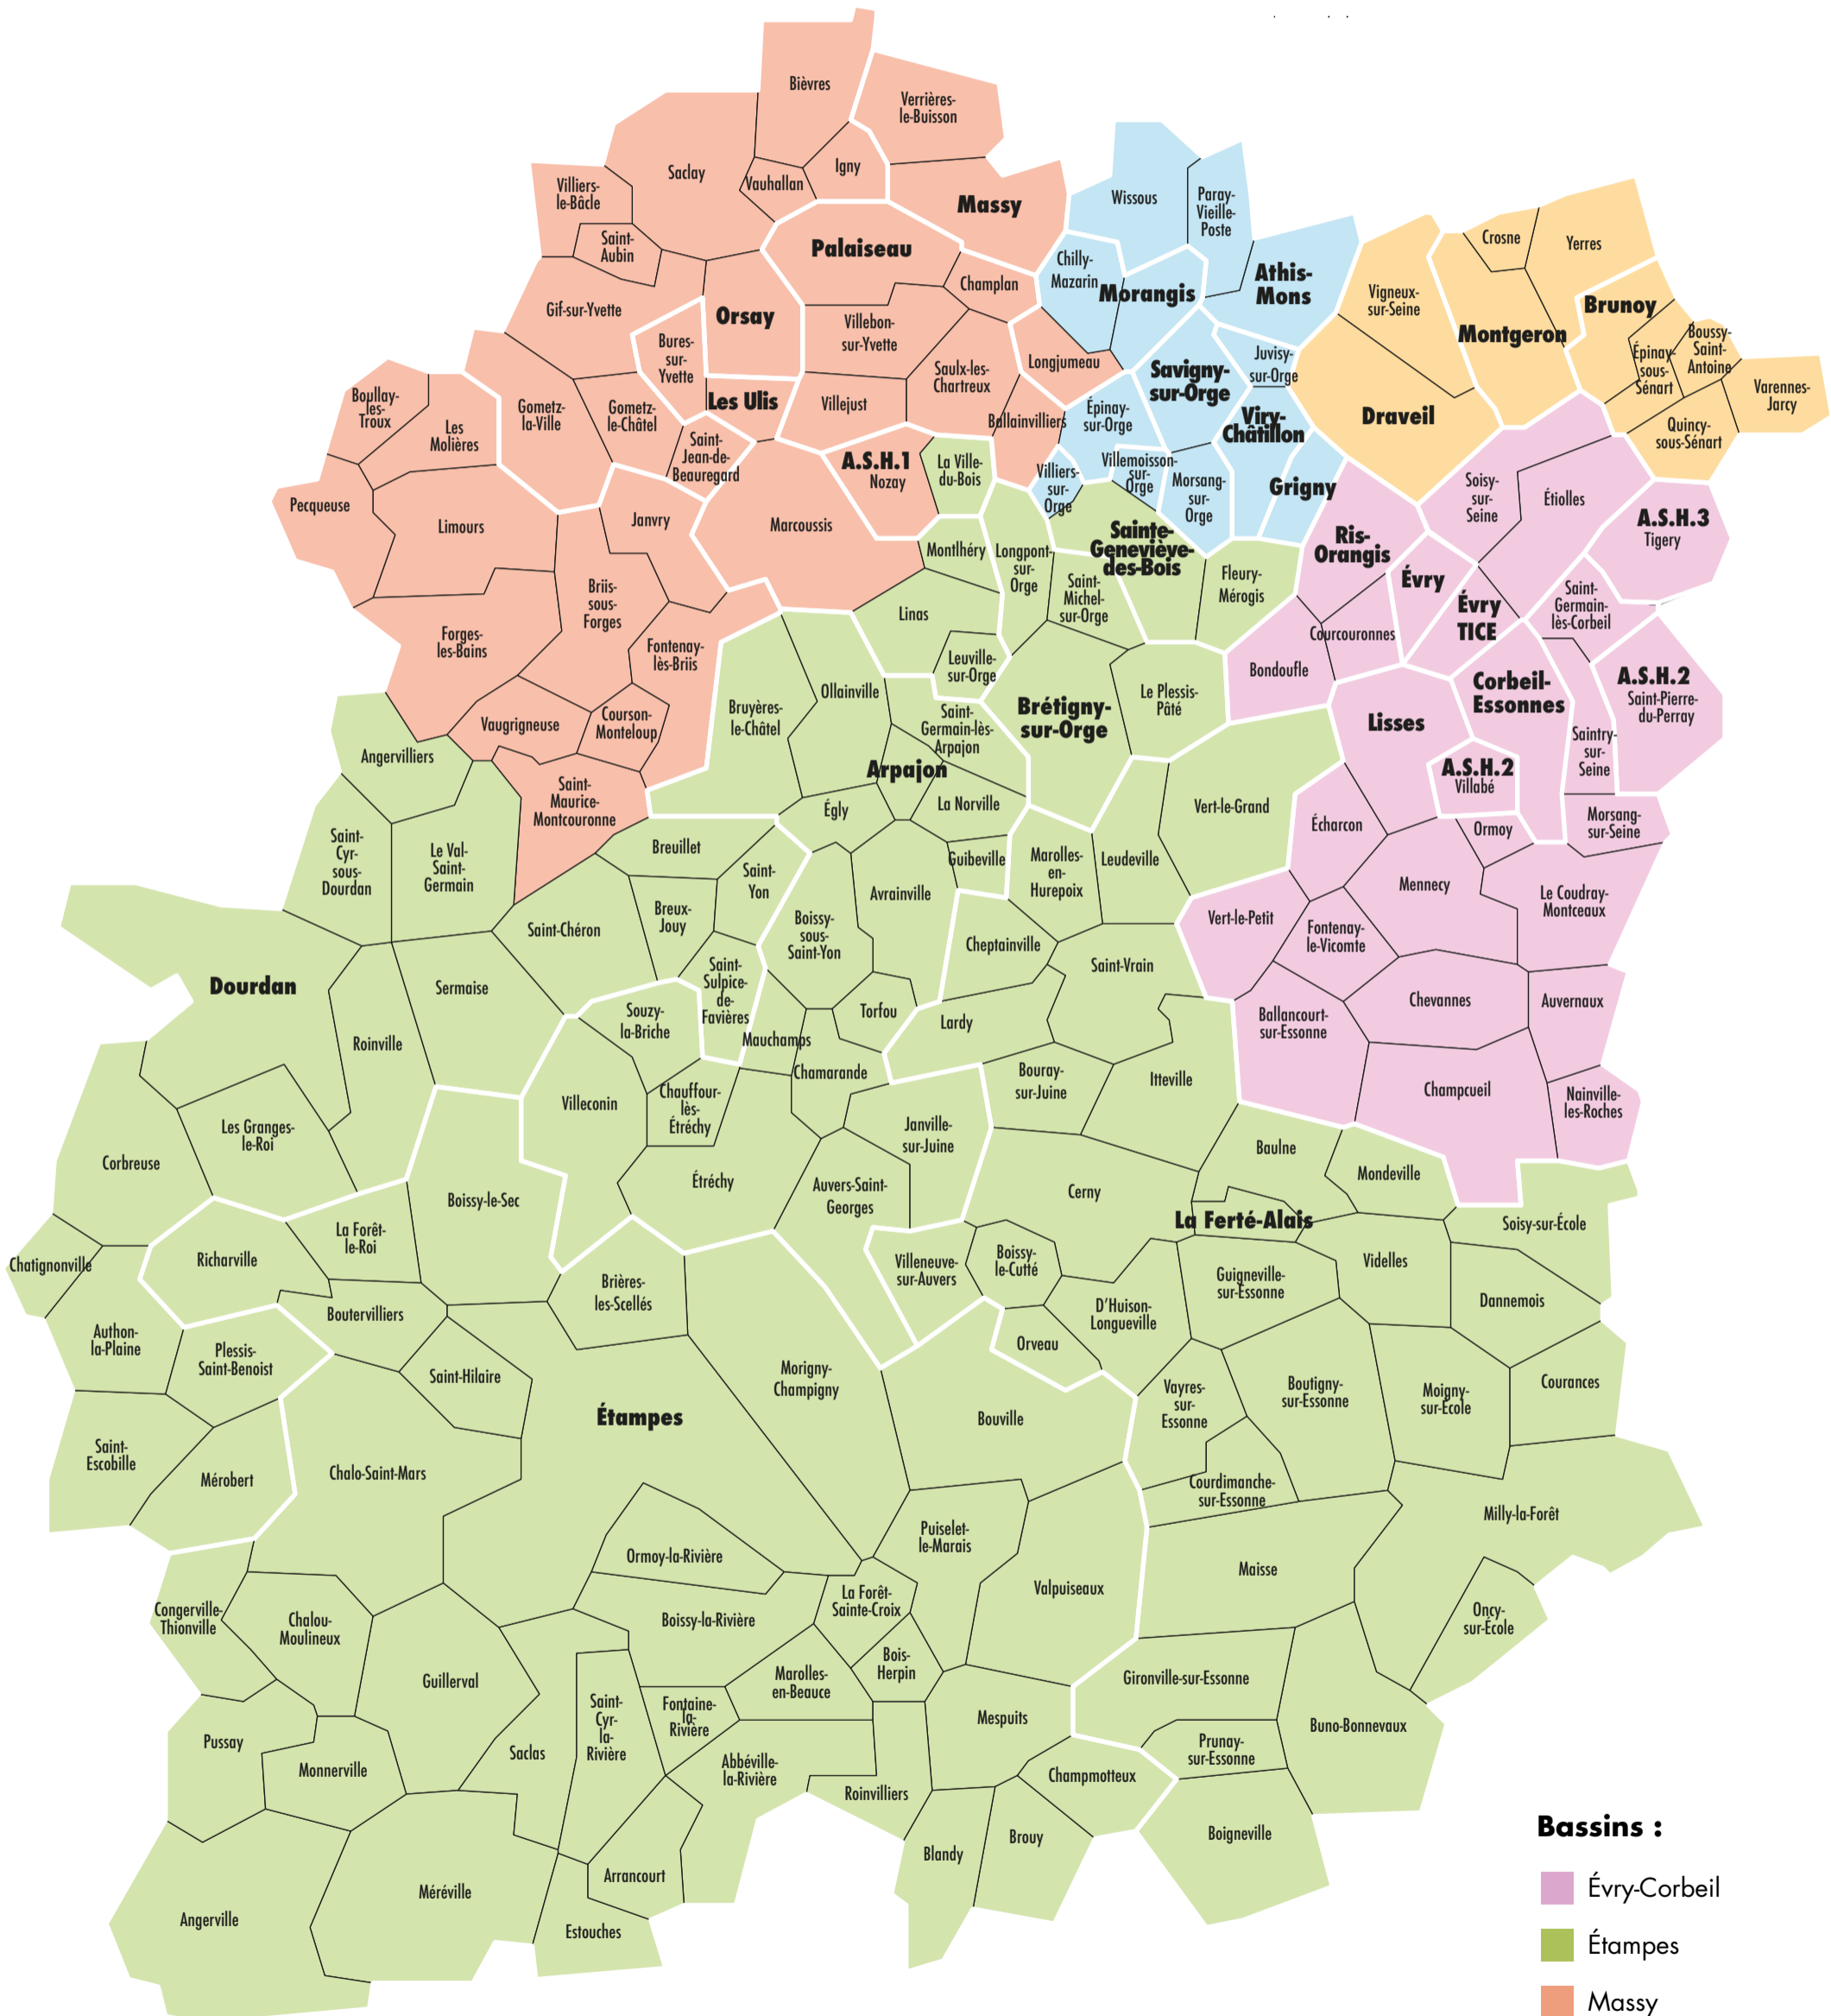 Bièvres
Verrières-
le-Buisson
Igny
Saclay
Vauhallan
Villiers-
le-Bâcle
Massy
Wissous
Paray-
Vieille-
Poste
Saint-
Aubin
Palaiseau
Crosne
Yerres
Chilly-
Mazarin
Champlan
Morangis
Athis-
Mons
Vigneux-
sur-Seine
Brunoy
Gif-sur-Yvette
Orsay
Villebon-
sur-Yvette
Montgeron
Boussy-
Saint-
Antoine
Bures-
sur-
Yvette
Longjumeau
Juvisy-
sur-Orge
Épinay-
sous-
Sénart
Saulx-les-
Chartreux
Savigny-
sur-Orge
Varennes-
Jarcy
Boullay-
les-
Troux
Les
Molières
Gometz-
la-Ville
Gometz-
le-Châtel
Les Ulis
Villejust
Ballainvilliers
Épinay-
sur-Orge
Viry-
Châtillon
Draveil
Quincy-
sous-Sénart
Saint-
Jean-de-
Beauregard
A.S.H.1
Nozay
La Ville-
du-Bois
Villiers-
sur-
Orge
Villemoisson-
sur-
Orge
Morsang-
sur-
Orge
Grigny
Soisy-
sur-
Seine
Étiolles
Pecqueuse
Limours
Janvry
Marcoussis
A.S.H.3
Tigery
Montlhéry
Longpont-
sur-
Orge
Sainte-
Geneviève-
des-Bois
Ris-
Orangis
Fleury-
Mérogis
Saint-
Michel-
sur-Orge
Évry
Saint-
Germain-
lès-Corbeil
Briis-
sous-
Forges
Linas
Évry
TICE
Forges-
les-Bains
Fontenay-
lès-Briis
Leuville-
sur-Orge
Courcouronnes
Bondoufle
Ollainville
Le Plessis-
Pâté
Corbeil-
Essonnes
A.S.H.2
Saint-Pierre-
du-Perray
Vaugrigneuse
Courson-
Monteloup
Bruyères-
le-Châtel
Saint-
Germain-lès-
Arpajon
Brétigny-
sur-Orge
Lisses
Saintry-
sur-
Seine
Angervilliers
Arpajon
A.S.H.2
Villabé
Saint-
Maurice-
Montcouronne
Égly
La Norville
Vert-le-Grand
Écharcon
Ormoy
Morsang-
sur-Seine
Saint-
Cyr-
sous-
Dourdan
Le Val-
Saint-
Germain
Breuillet
Saint-
Yon
Guibeville
Marolles-
en-
Hurepoix
Leudeville
Mennecy
Le Coudray-
Montceaux
Avrainville
Saint-Chéron
Breux-
Jouy
Boissy-
sous-
Saint-Yon
Vert-le-Petit
Fontenay-
le-Vicomte
Cheptainville
Saint-Vrain
Dourdan
Sermaise
Saint-
Sulpice-
de-
Favières
Chevannes
Auvernaux
Souzy-
la-Briche
Torfou
Lardy
Ballancourt-
sur-Essonne
Roinville
Mauchamps
Chamarande
Bouray-
sur-Juine
Itteville
Champcueil
Nainville-
les-Roches
Villeconin
Chauffour-
lès-
Étréchy
Janville-
sur-Juine
Les Granges-
le-Roi
Baulne
Corbreuse
Mondeville
Boissy-le-Sec
Étréchy
Auvers-Saint-
Georges
Cerny
La Ferté-Alais
Soisy-sur-École
La Forêt-
le-Roi
Chatignonville
Richarville
Villeneuve-
sur-Auvers
Boissy-
le-Cutté
Videlles
Guigneville-
sur-Essonne
Brières-
les-Scellés
Dannemois
Boutervilliers
D'Huison-
Longueville
Authon-
la-Plaine
Plessis-
Saint-Benoist
Orveau
Saint-Hilaire
Morigny-
Champigny
Vayres-
sur-
Essonne
Boutigny-
sur-Essonne
Moigny-
sur-École
Courances
Étampes
Bouville
Saint-
Escobille
Mérobert
Chalo-Saint-Mars
Courdimanche-
sur-Essonne
Milly-la-Forêt
Puiselet-
le-Marais
Ormoy-la-Rivière
Maisse
Valpuiseaux
La Forêt-
Sainte-Croix
Congerville-
Thionville
Chalou-
Moulineux
Boissy-la-Rivière
Oncy-
sur-École
Guillerval
Marolles-
en-Beauce
Bois-
Herpin
Gironville-sur-Essonne
Saint-
Cyr-
la-
Rivière
Fontaine-
la-
Rivière
Mespuits
Buno-Bonnevaux
Pussay
Saclas
Prunay-
sur-Essonne
Monnerville
Abbéville-
la-Rivière
Roinvilliers
Champmotteux
Blandy
Brouy
Boigneville
Arrancourt
Méréville
Angerville
Estouches
Bassins :
Évry-Corbeil
Étampes
Massy